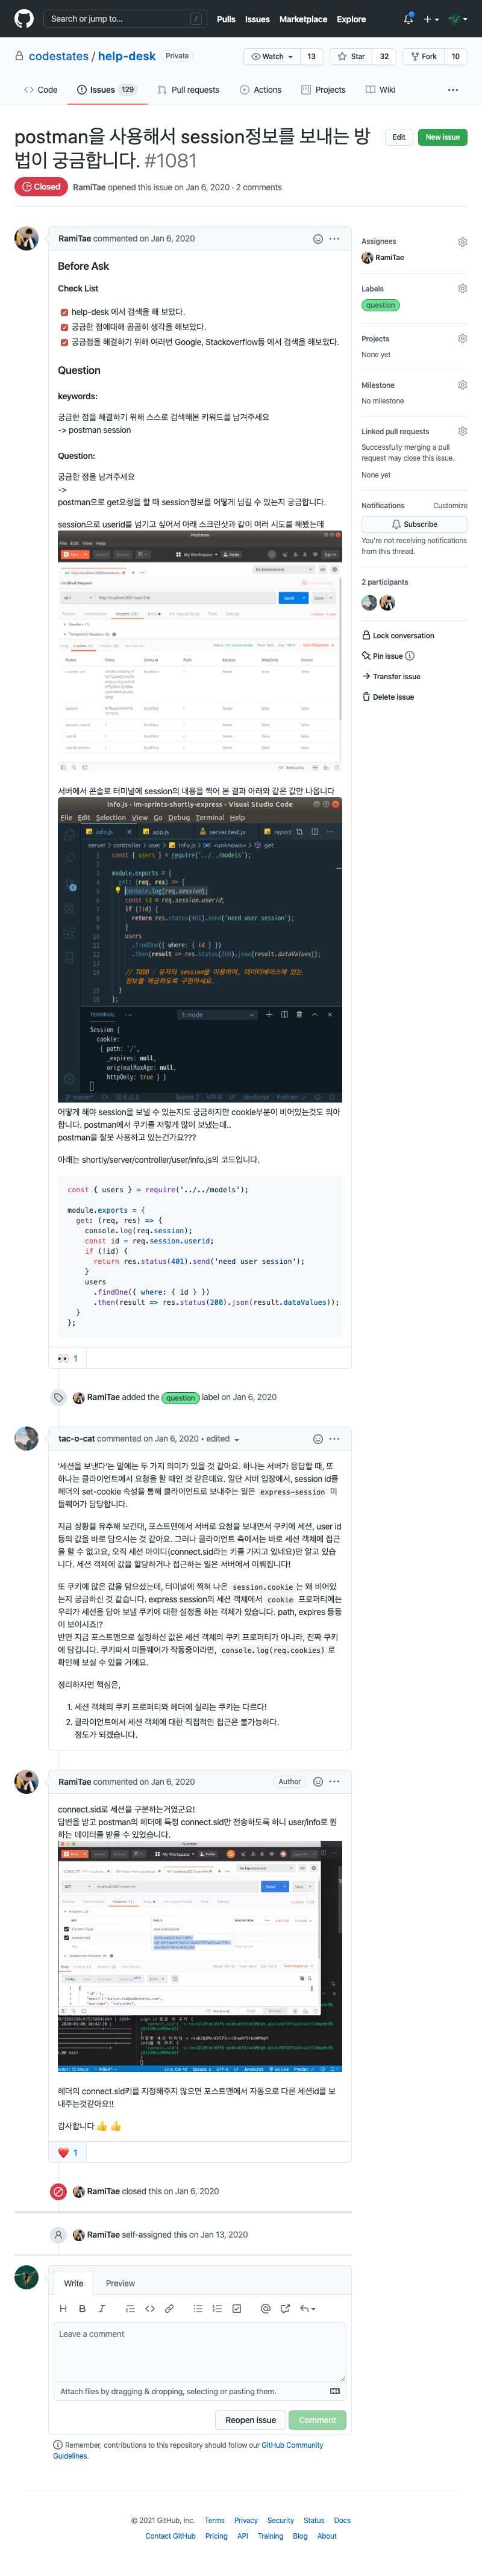 Search or jump to...
/
Pulls Issues Marketplace Explore
codestates / help-desk Private
Watch 13 Star 32 Fork 10
Code Issues 129 Pull requests Actions Projects Wiki
postman을 사용해서 session정보를 보내는 방
법이 궁금합니다. #1081
Edit New issue
Closed RamiTae opened this issue on Jan 6, 2020 · 2 comments
RamiTae commented on Jan 6, 2020
Before Ask
Check List
help-desk 에서 검색을 해 보았다.
궁금한 점에대해 곰곰히 생각을 해보았다.
궁금점을 해결하기 위해 여러번 Google, Stackoverflow등 에서 검색을 해보았다.
Question
keywords:
궁금한 점을 해결하기 위해 스스로 검색해본 키워드를 남겨주세요
-> postman session
Question:
궁금한 점을 남겨주세요
->
postman으로 get요청을 할 때 session정보를 어떻게 넘길 수 있는지 궁금합니다.
session으로 userid를 넘기고 싶어서 아래 스크린샷과 같이 여러 시도를 해봤는데
Postman
File Edit View Help
My Workspace Invite
No Environment
Untitled Request
GET Send Save
서버에서 콘솔로 터미널에 session의 내용을 찍어 본 결과 아래와 같은 값만 나옵니다
info.js - im-sprints-shortly-express - Visual Studio Code
File Edit Selection View Go Debug Terminal Help
info.js app.js server.test.js report
server › controller › user › info.js › <unknown> › get
1 const { users } = require('../../models');
2
3 module.exports = {
4 get: (req, res) => {
5 console.log(req.session);
6 const id = req.session.userid;
7 if (!id) {
8 return res.status(401).send('need user session');
9 }
10 users
11 .findOne({ where: { id } })
12 .then(result => res.status(200).json(result.dataValues));
13
14 // TODO : 유저의 session을 이용하여, 데이터베이스에 있는
정보를 제공하도록 구현하세요.
15 }
16 };
TERMINAL ··· 1: node
Session {
cookie:
{ path: '/',
_expires: null,
originalMaxAge: null,
httpOnly: true } }
master* Spaces: 2 UTF-8 LF JavaScript Prettier
어떻게 해야 session을 보낼 수 있는지도 궁금하지만 cookie부분이 비어있는것도 의아
합니다. postman에서 쿠키를 저렇게 많이 보냈는데..
postman을 잘못 사용하고 있는건가요???
아래는 shortly/server/controller/user/info.js의 코드입니다.
const { users } = require('../../models');
module.exports = {
get: (req, res) => {
console.log(req.session);
const id = req.session.userid;
if (!id) {
return res.status(401).send('need user session');
}
users
.findOne({ where: { id } })
.then(result => res.status(200).json(result.dataValues));
}
};
👀 1
RamiTae added the question label on Jan 6, 2020
tac-o-cat commented on Jan 6, 2020 • edited
'세션을 보낸다'는 말에는 두 가지 의미가 있을 것 같아요. 하나는 서버가 응답할 때, 또
하나는 클라이언트에서 요청을 할 때인 것 같은데요. 일단 서버 입장에서, session id를
헤더의 set-cookie 속성을 통해 클라이언트로 보내주는 일은 express-session 미
들웨어가 담당합니다.
지금 상황을 유추해 보건대, 포스트맨에서 서버로 요청을 보내면서 쿠키에 세션, user id
등의 값을 바로 담으시는 것 같아요. 그러나 클라이언트 측에서는 바로 세션 객체에 접근
을 할 수 없고요, 오직 세션 아이디(connect.sid라는 키를 가지고 있네요)만 알고 있습
니다. 세션 객체에 값을 할당하거나 접근하는 일은 서버에서 이뤄집니다!
또 쿠키에 많은 값을 담으셨는데, 터미널에 찍혀 나온 session.cookie 는 왜 비어있
는지 궁금하신 것 같습니다. express session의 세션 객체에서 cookie 프로퍼티에는
우리가 세션을 담아 보낼 쿠키에 대한 설정을 하는 객체가 있습니다. path, expires 등등
이 보이시죠!?
반면 지금 포스트맨으로 설정하신 값은 세션 객체의 쿠키 프로퍼티가 아니라, 진짜 쿠키
에 담깁니다. 쿠키파서 미들웨어가 작동중이라면, console.log(req.cookies) 로
확인해 보실 수 있을 거에요.
정리하자면 핵심은,
1. 세션 객체의 쿠키 프로퍼티와 헤더에 실리는 쿠키는 다르다!
2. 클라이언트에서 세션 객체에 대한 직접적인 접근은 불가능하다.
정도가 되겠습니다.
RamiTae commented on Jan 6, 2020 Author
connect.sid로 세션을 구분하는거였군요!
답변을 받고 postman의 헤더에 특정 connect.sid만 전송하도록 하니 user/info로 원
하는 데이터를 받을 수 있었습니다.
헤더의 connect.sid키를 지정해주지 않으면 포스트맨에서 자동으로 다른 세션id를 보
내주는것같아요!!
감사합니다 👍 👍
❤️ 1
RamiTae closed this on Jan 6, 2020
RamiTae self-assigned this on Jan 13, 2020
Write Preview
Leave a comment
Attach files by dragging & dropping, selecting or pasting them.
Reopen issue Comment
Remember, contributions to this repository should follow our GitHub Community
Guidelines.
Assignees
RamiTae
Labels
question
Projects
None yet
Milestone
No milestone
Linked pull requests
Successfully merging a pull
request may close this issue.
None yet
Notifications Customize
Subscribe
You're not receiving notifications
from this thread.
2 participants
Lock conversation
Pin issue
Transfer issue
Delete issue
© 2021 GitHub, Inc. Terms Privacy Security Status Docs
Contact GitHub Pricing API Training Blog About